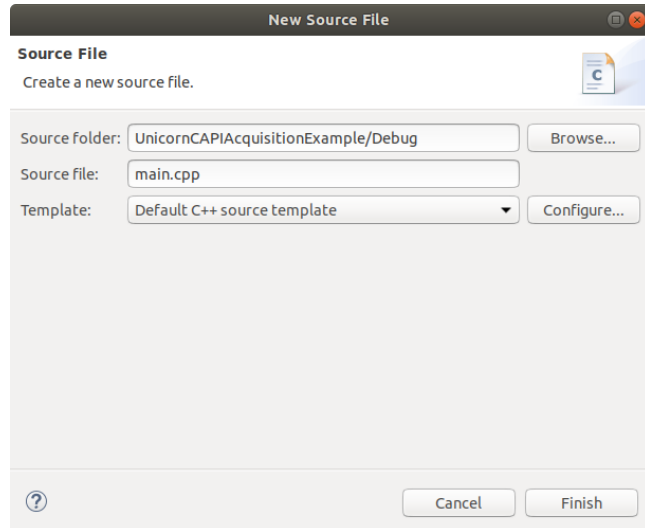 New Source File
Source File
Create a new source file.
C
Source folder: UnicornCAPIAcquisitionExample/Debug Browse...
Source file: main.cpp
Template: Default C++ source template Configure...
?
Cancel Finish